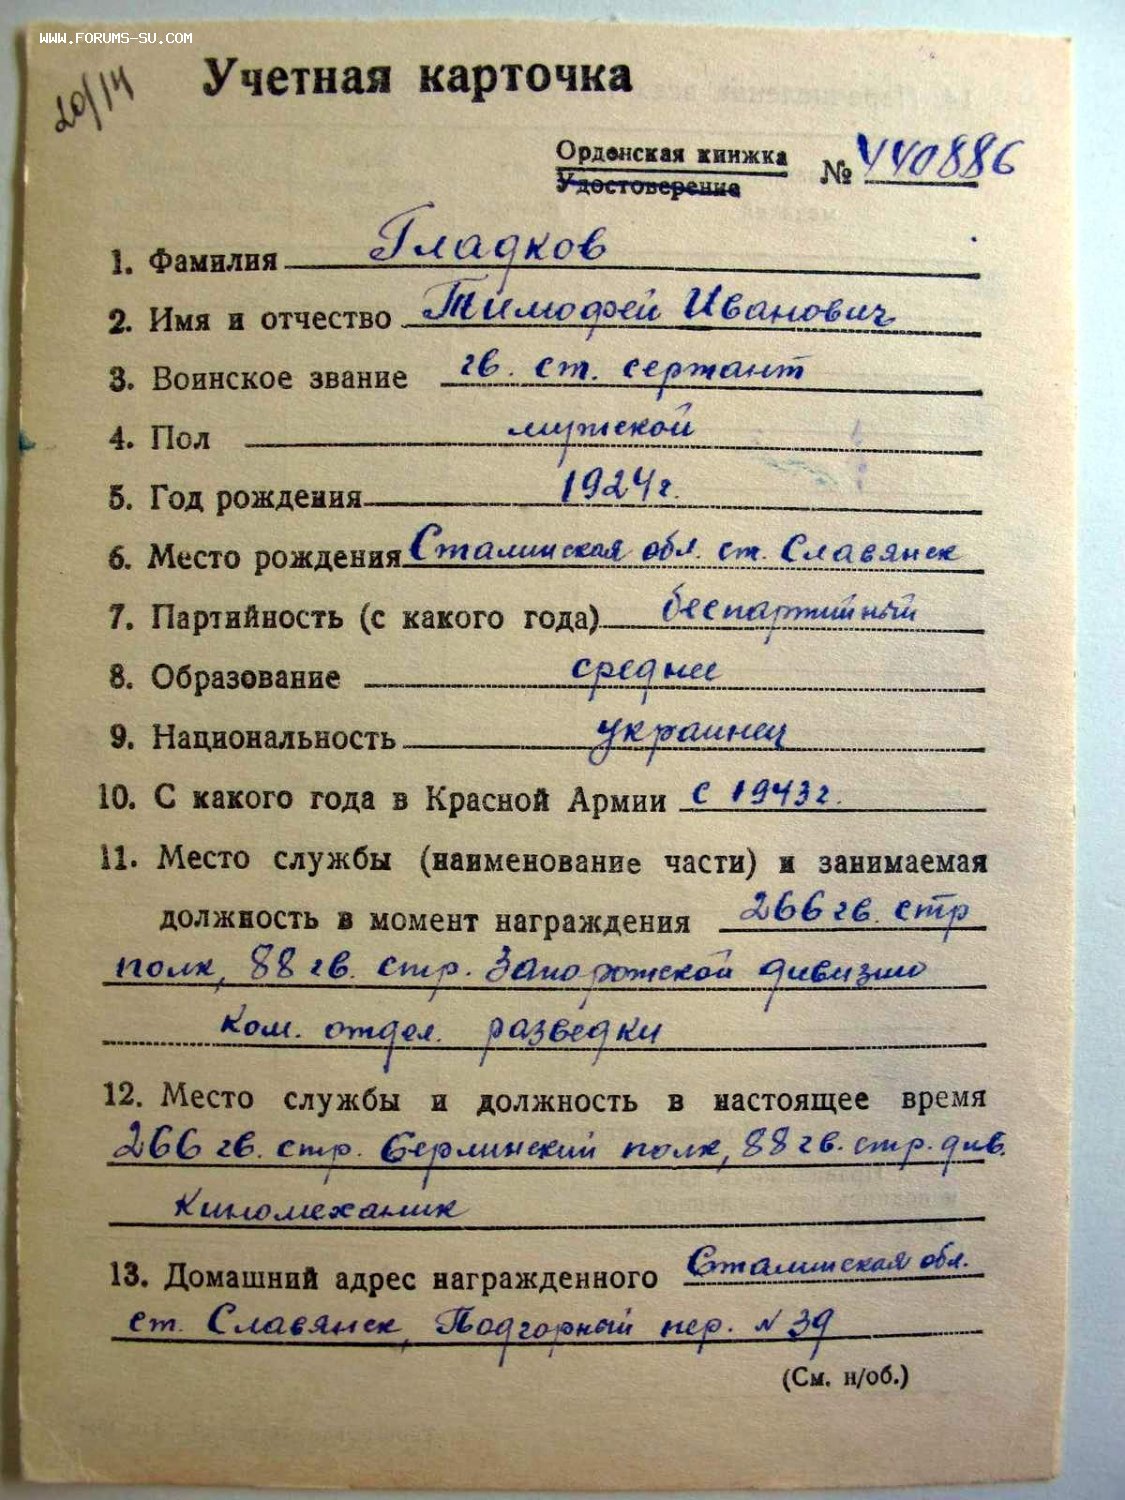 WWW.FORUMS-SU.COM
20/14
Учетная карточка
Орденская книжка
Удостоверение
№ 440886
1. Фамилия Гладков
2. Имя и отчество Тимофей Иванович
3. Воинское звание гв. ст. сержант
4. Пол мужской
5. Год рождения 1924 г.
6. Место рождения Сталинская обл. ст. Славянск
7. Партийность (с какого года) беспартийный
8. Образование среднее
9. Национальность украинец
10. С какого года в Красной Армии с 1943 г.
11. Место службы (наименование части) и занимаемая
должность в момент награждения 266 гв. стр
полк, 88 гв. стр. Запорожской дивизии
ком. отдел. разведки
12. Место службы и должность в настоящее время
266 гв. стр. Берлинский полк, 88 гв. стр. див.
Киномеханик
13. Домашний адрес награжденного Сталинская обл.
ст. Славянск, Подгорный пер. № 39
(См. н/об.)